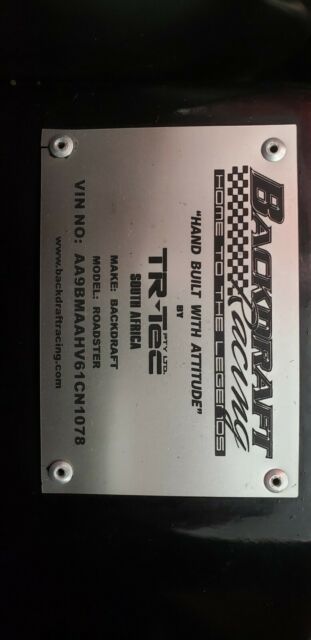 BACKDRAFT
Racing
HOME TO THE LEGENDS
"HAND BUILT WITH ATTITUDE"
BY
TR-Tec PTY LTD.
SOUTH AFRICA
MAKE: BACKDRAFT
MODEL: ROADSTER
VIN NO: AA9BMAAHV61CN1078
www.backdraftracing.com